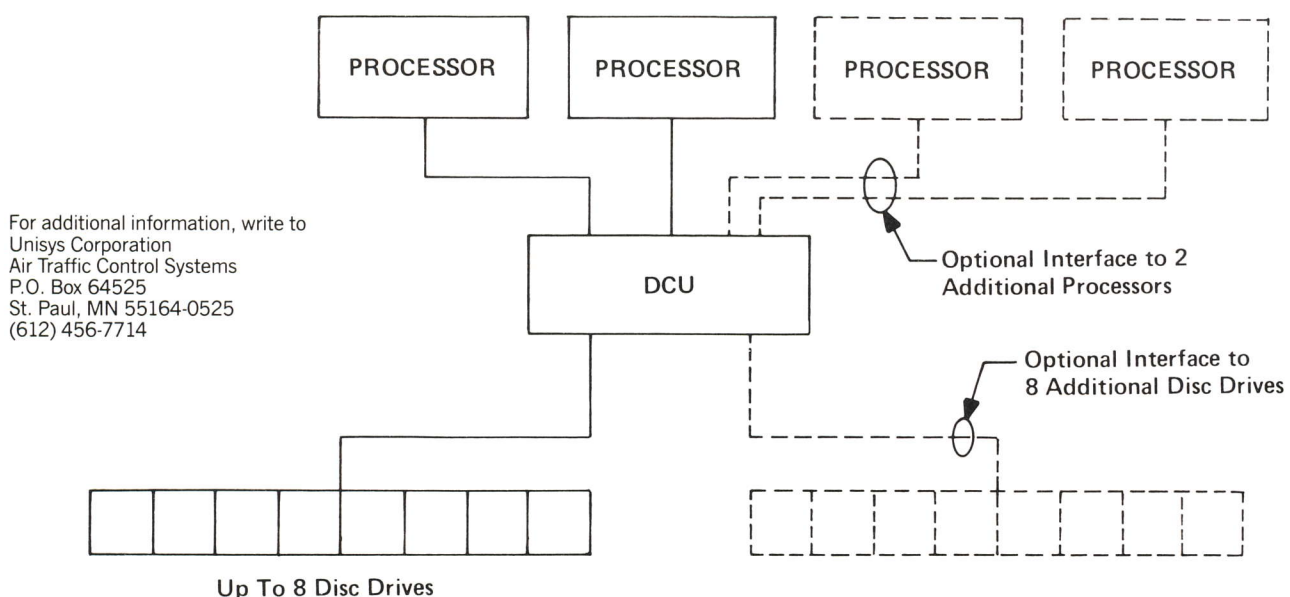 PROCESSOR
PROCESSOR
PROCESSOR
PROCESSOR
For additional information, write to
Unisys Corporation
Air Traffic Control Systems
P.O. Box 64525
St. Paul, MN 55164-0525
(612) 456-7714
DCU
Optional Interface to 2
Additional Processors
Optional Interface to
8 Additional Disc Drives
Up To 8 Disc Drives